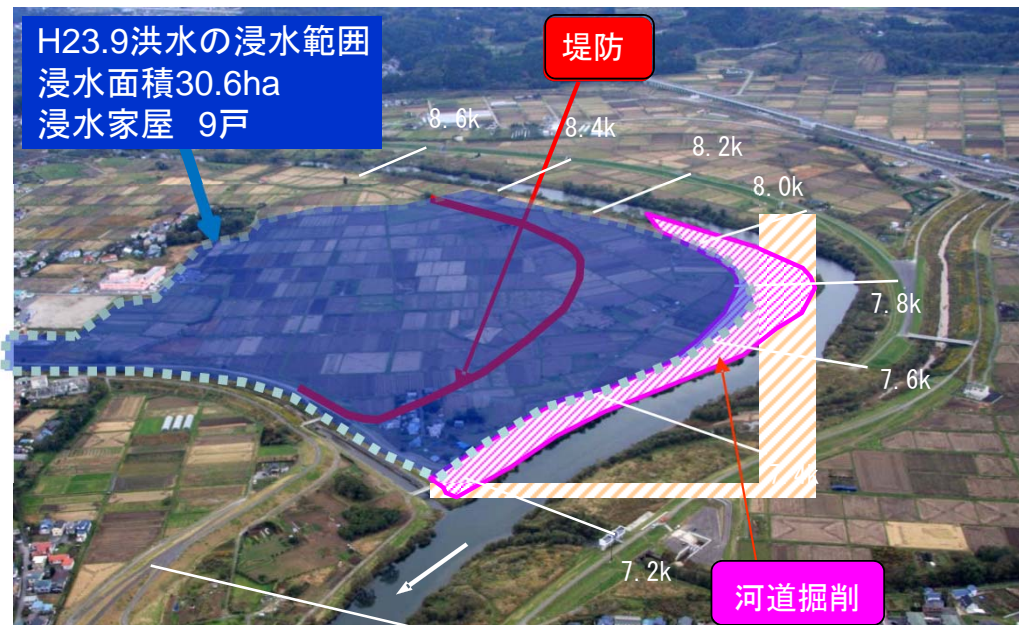 H23.9洪水の浸水範囲
浸水面積30.6ha
浸水家屋 9戸
堤防
8.6k
8.4k
8.2k
8.0k
7.8k
7.6k
7.2k
河道掘削